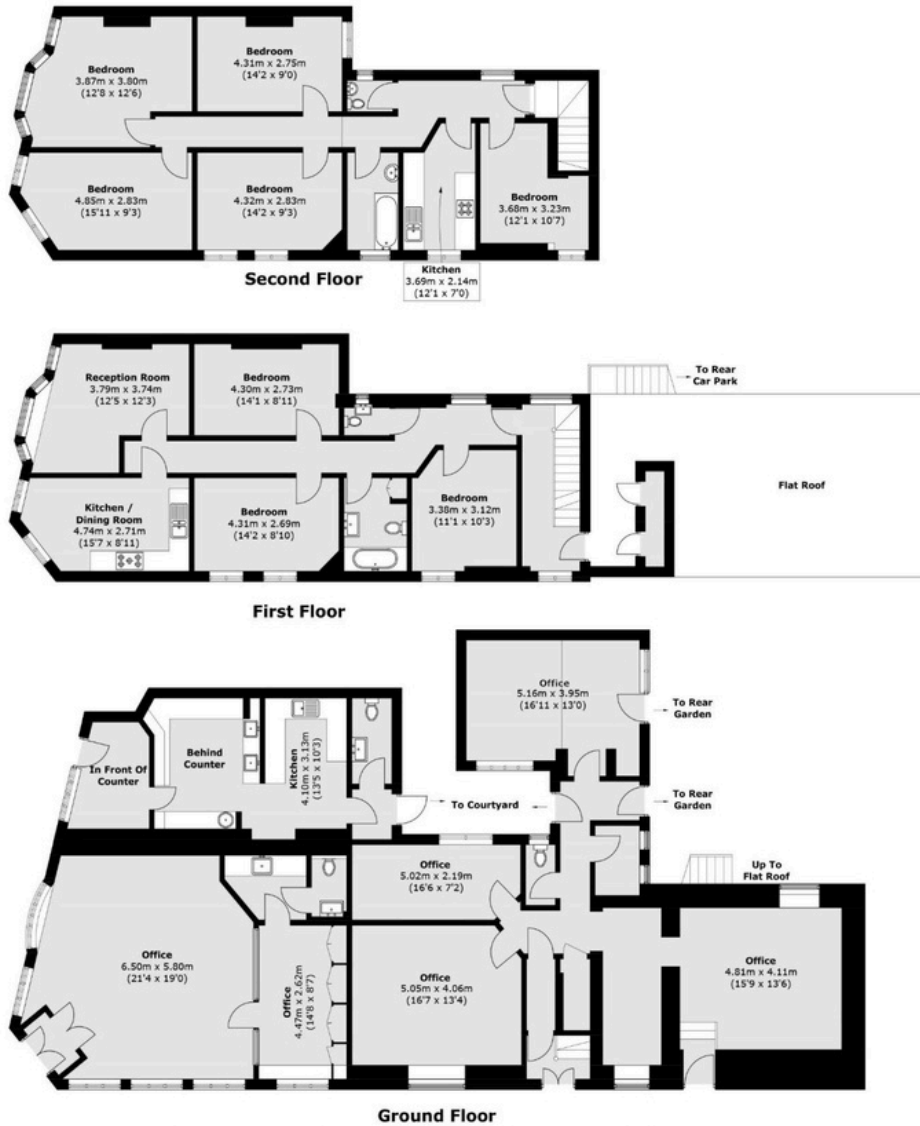 Bedroom
3.87m x 3.80m
(12'8 x 12'6)
Bedroom
4.31m x 2.75m
(14'2 x 9'0)
Bedroom
4.85m x 2.83m
(15'11 x 9'3)
Bedroom
4.32m x 2.83m
(14'2 x 9'3)
Bedroom
3.68m x 3.23m
(12'1 x 10'7)
Kitchen
3.69m x 2.14m
(12'1 x 7'0)
Second Floor
Reception Room
3.79m x 3.74m
(12'5 x 12'3)
Bedroom
4.30m x 2.73m
(14'1 x 8'11)
To Rear
Car Park
Flat Roof
Kitchen /
Dining Room
4.74m x 2.71m
(15'7 x 8'11)
Bedroom
4.31m x 2.69m
(14'2 x 8'10)
Bedroom
3.38m x 3.12m
(11'1 x 10'3)
First Floor
Office
5.16m x 3.95m
(16'11 x 13'0)
To Rear
Garden
In Front Of
Counter
Behind
Counter
Kitchen
4.10m x 3.13m
(13'5 x 10'3)
To Courtyard
To Rear
Garden
Office
5.02m x 2.19m
(16'6 x 7'2)
Up To
Flat Roof
Office
6.50m x 5.80m
(21'4 x 19'0)
Office
4.47m x 2.62m
(14'8 x 8'7)
Office
5.05m x 4.06m
(16'7 x 13'4)
Office
4.81m x 4.11m
(15'9 x 13'6)
Ground Floor